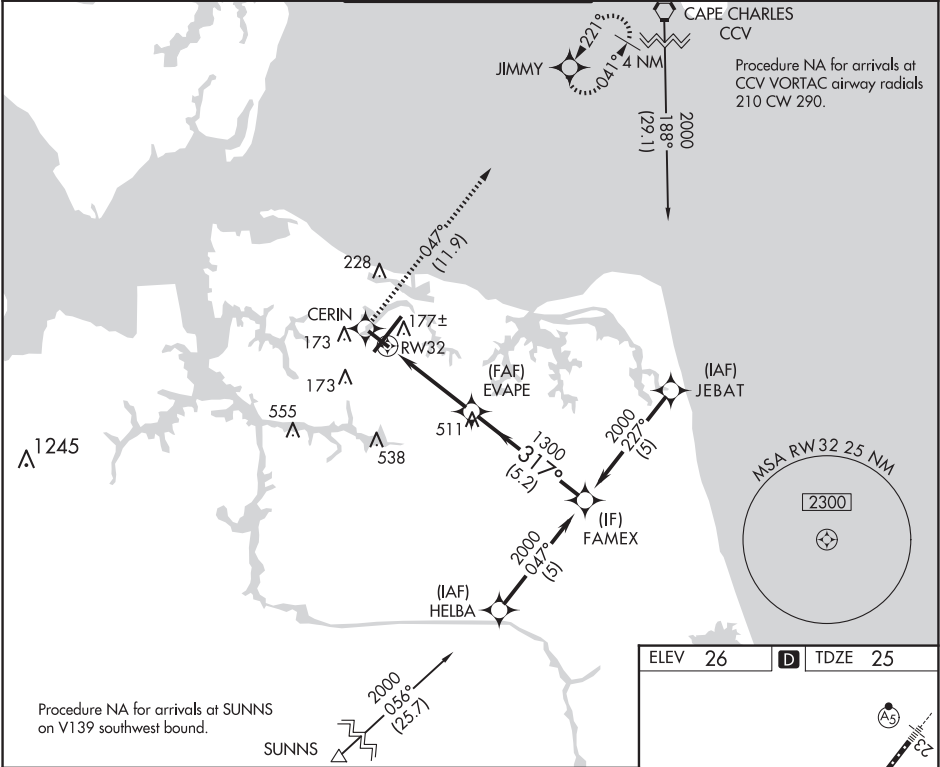 CAPE CHARLES
CCV
221°
041°
4 NM
JIMMY
Procedure NA for arrivals at
CCV VORTAC airway radials
210 CW 290.
2000
188°
(29.1)
047°
(11.9)
228
CERIN
177±
173
RW32
173
(FAF)
EVAPE
(IAF)
JEBAT
555
511
538
1245
1300
317°
(5.2)
2000
227°
(5)
MSA RW32 25 NM
2300
(IF)
FAMEX
2000
047°
(5)
(IAF)
HELBA
ELEV 26
D
TDZE 25
2000
056°
(25.7)
Procedure NA for arrivals at SUNNS
on V139 southwest bound.
SUNNS
A5
23